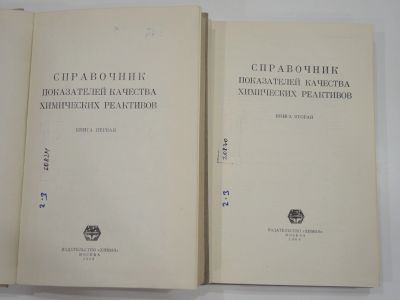 СПРАВОЧНИК
ПОКАЗАТЕЛЕЙ КАЧЕСТВА
ХИМИЧЕСКИХ РЕАКТИВОВ
КНИГА ПЕРВАЯ
2-3
ИЗДАТЕЛЬСТВО «ХИМИЯ»
МОСКВА
СПРАВОЧНИК
ПОКАЗАТЕЛЕЙ КАЧЕСТВА
ХИМИЧЕСКИХ РЕАКТИВОВ
КНИГА ВТОРАЯ
2-3
ИЗДАТЕЛЬСТВО «ХИМИЯ»
МОСКВА